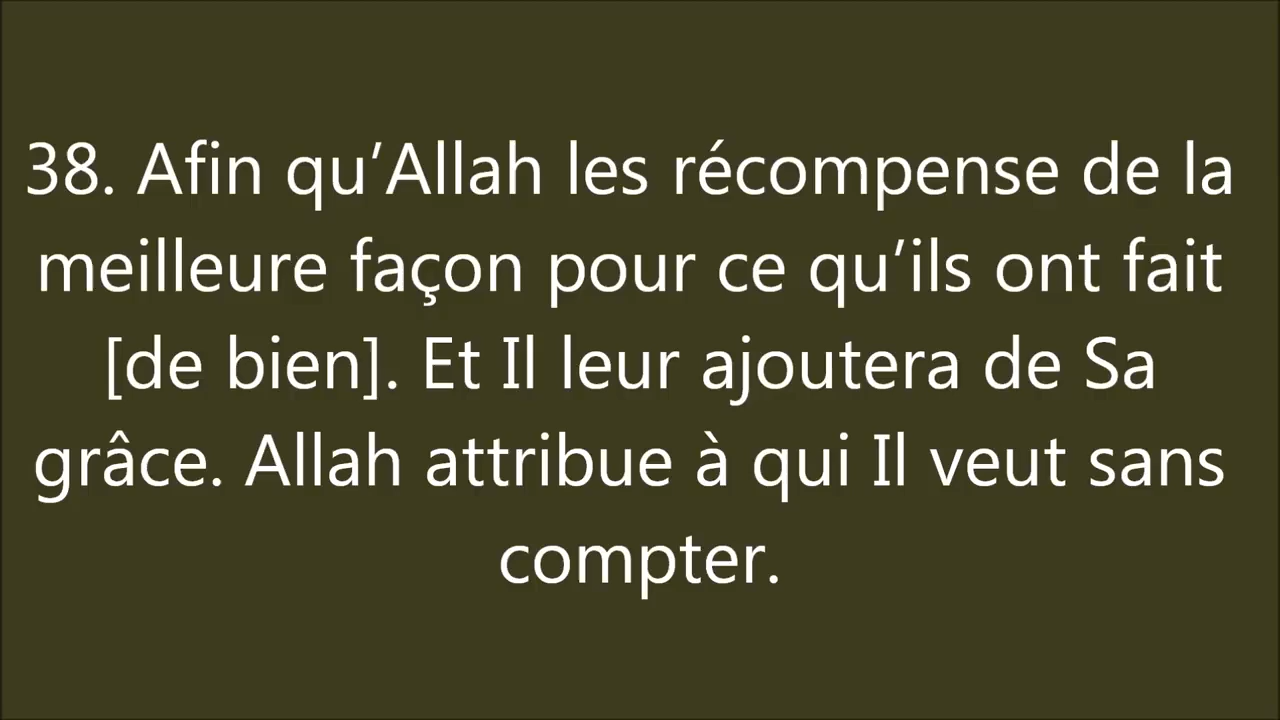 38. Afin qu’Allah les récompense de la
meilleure façon pour ce qu’ils ont fait
[de bien]. Et Il leur ajoutera de Sa
grâce. Allah attribue à qui Il veut sans
compter.